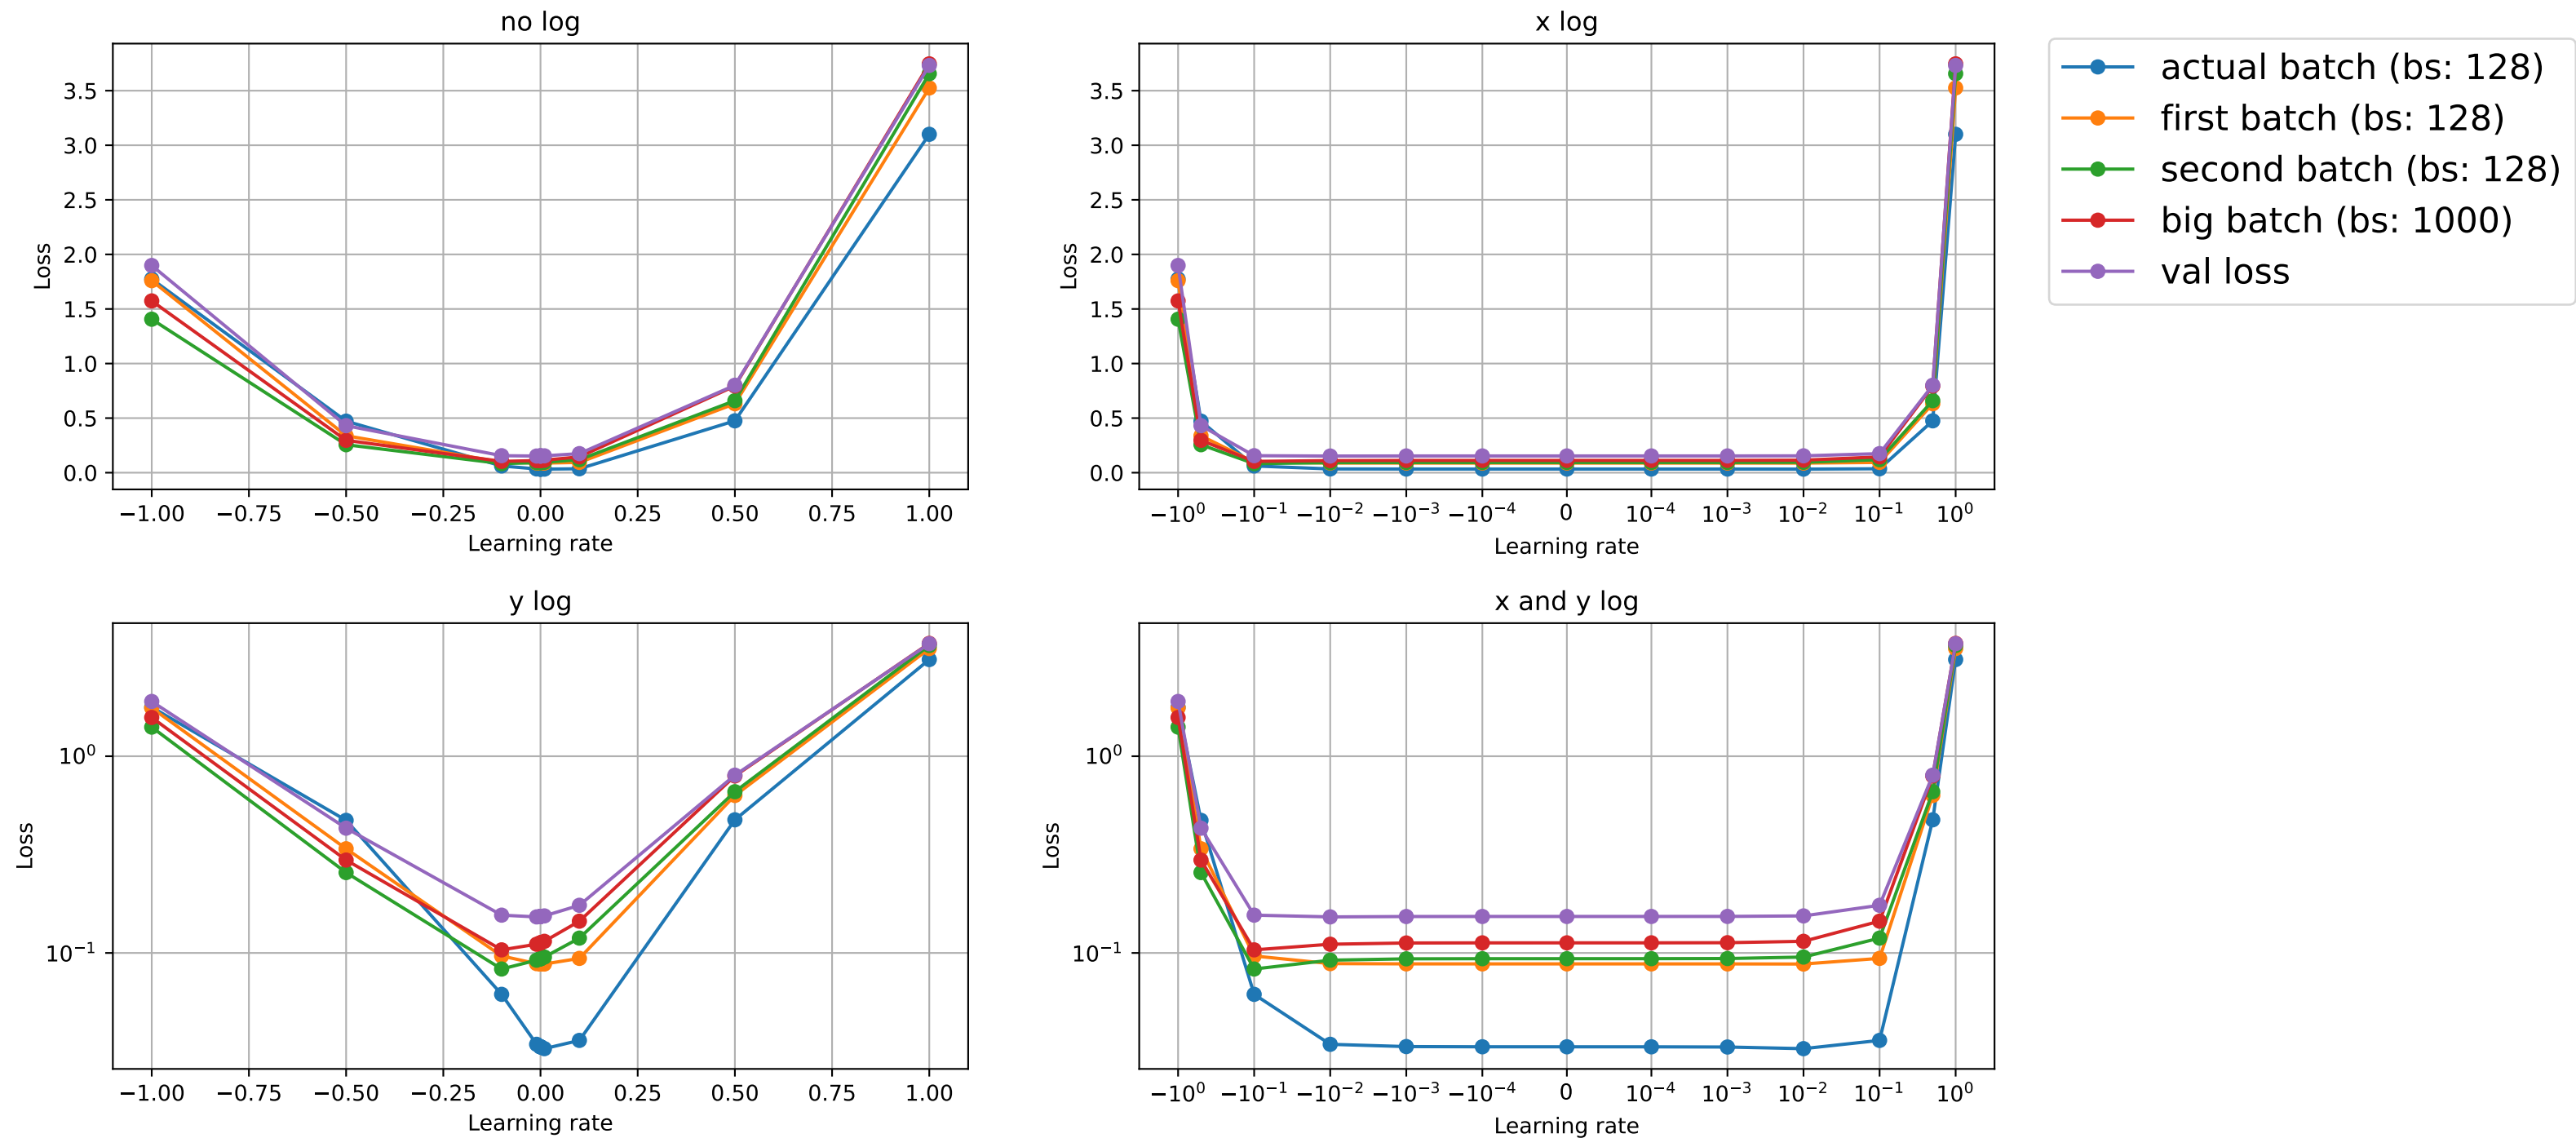 no log
x log
3.5
3.0
2.5
2.0
1.5
1.0
0.5
0.0
Loss
−1.00 −0.75 −0.50 −0.25 0.00 0.25 0.50 0.75 1.00
Learning rate
3.5
3.0
2.5
2.0
1.5
1.0
0.5
0.0
Loss
−10⁰ −10⁻¹ −10⁻² −10⁻³ −10⁻⁴ 0 10⁻⁴ 10⁻³ 10⁻² 10⁻¹ 10⁰
Learning rate
actual batch (bs: 128)
first batch (bs: 128)
second batch (bs: 128)
big batch (bs: 1000)
val loss
y log
10⁰
10⁻¹
Loss
−1.00 −0.75 −0.50 −0.25 0.00 0.25 0.50 0.75 1.00
Learning rate
x and y log
10⁰
10⁻¹
Loss
−10⁰ −10⁻¹ −10⁻² −10⁻³ −10⁻⁴ 0 10⁻⁴ 10⁻³ 10⁻² 10⁻¹ 10⁰
Learning rate